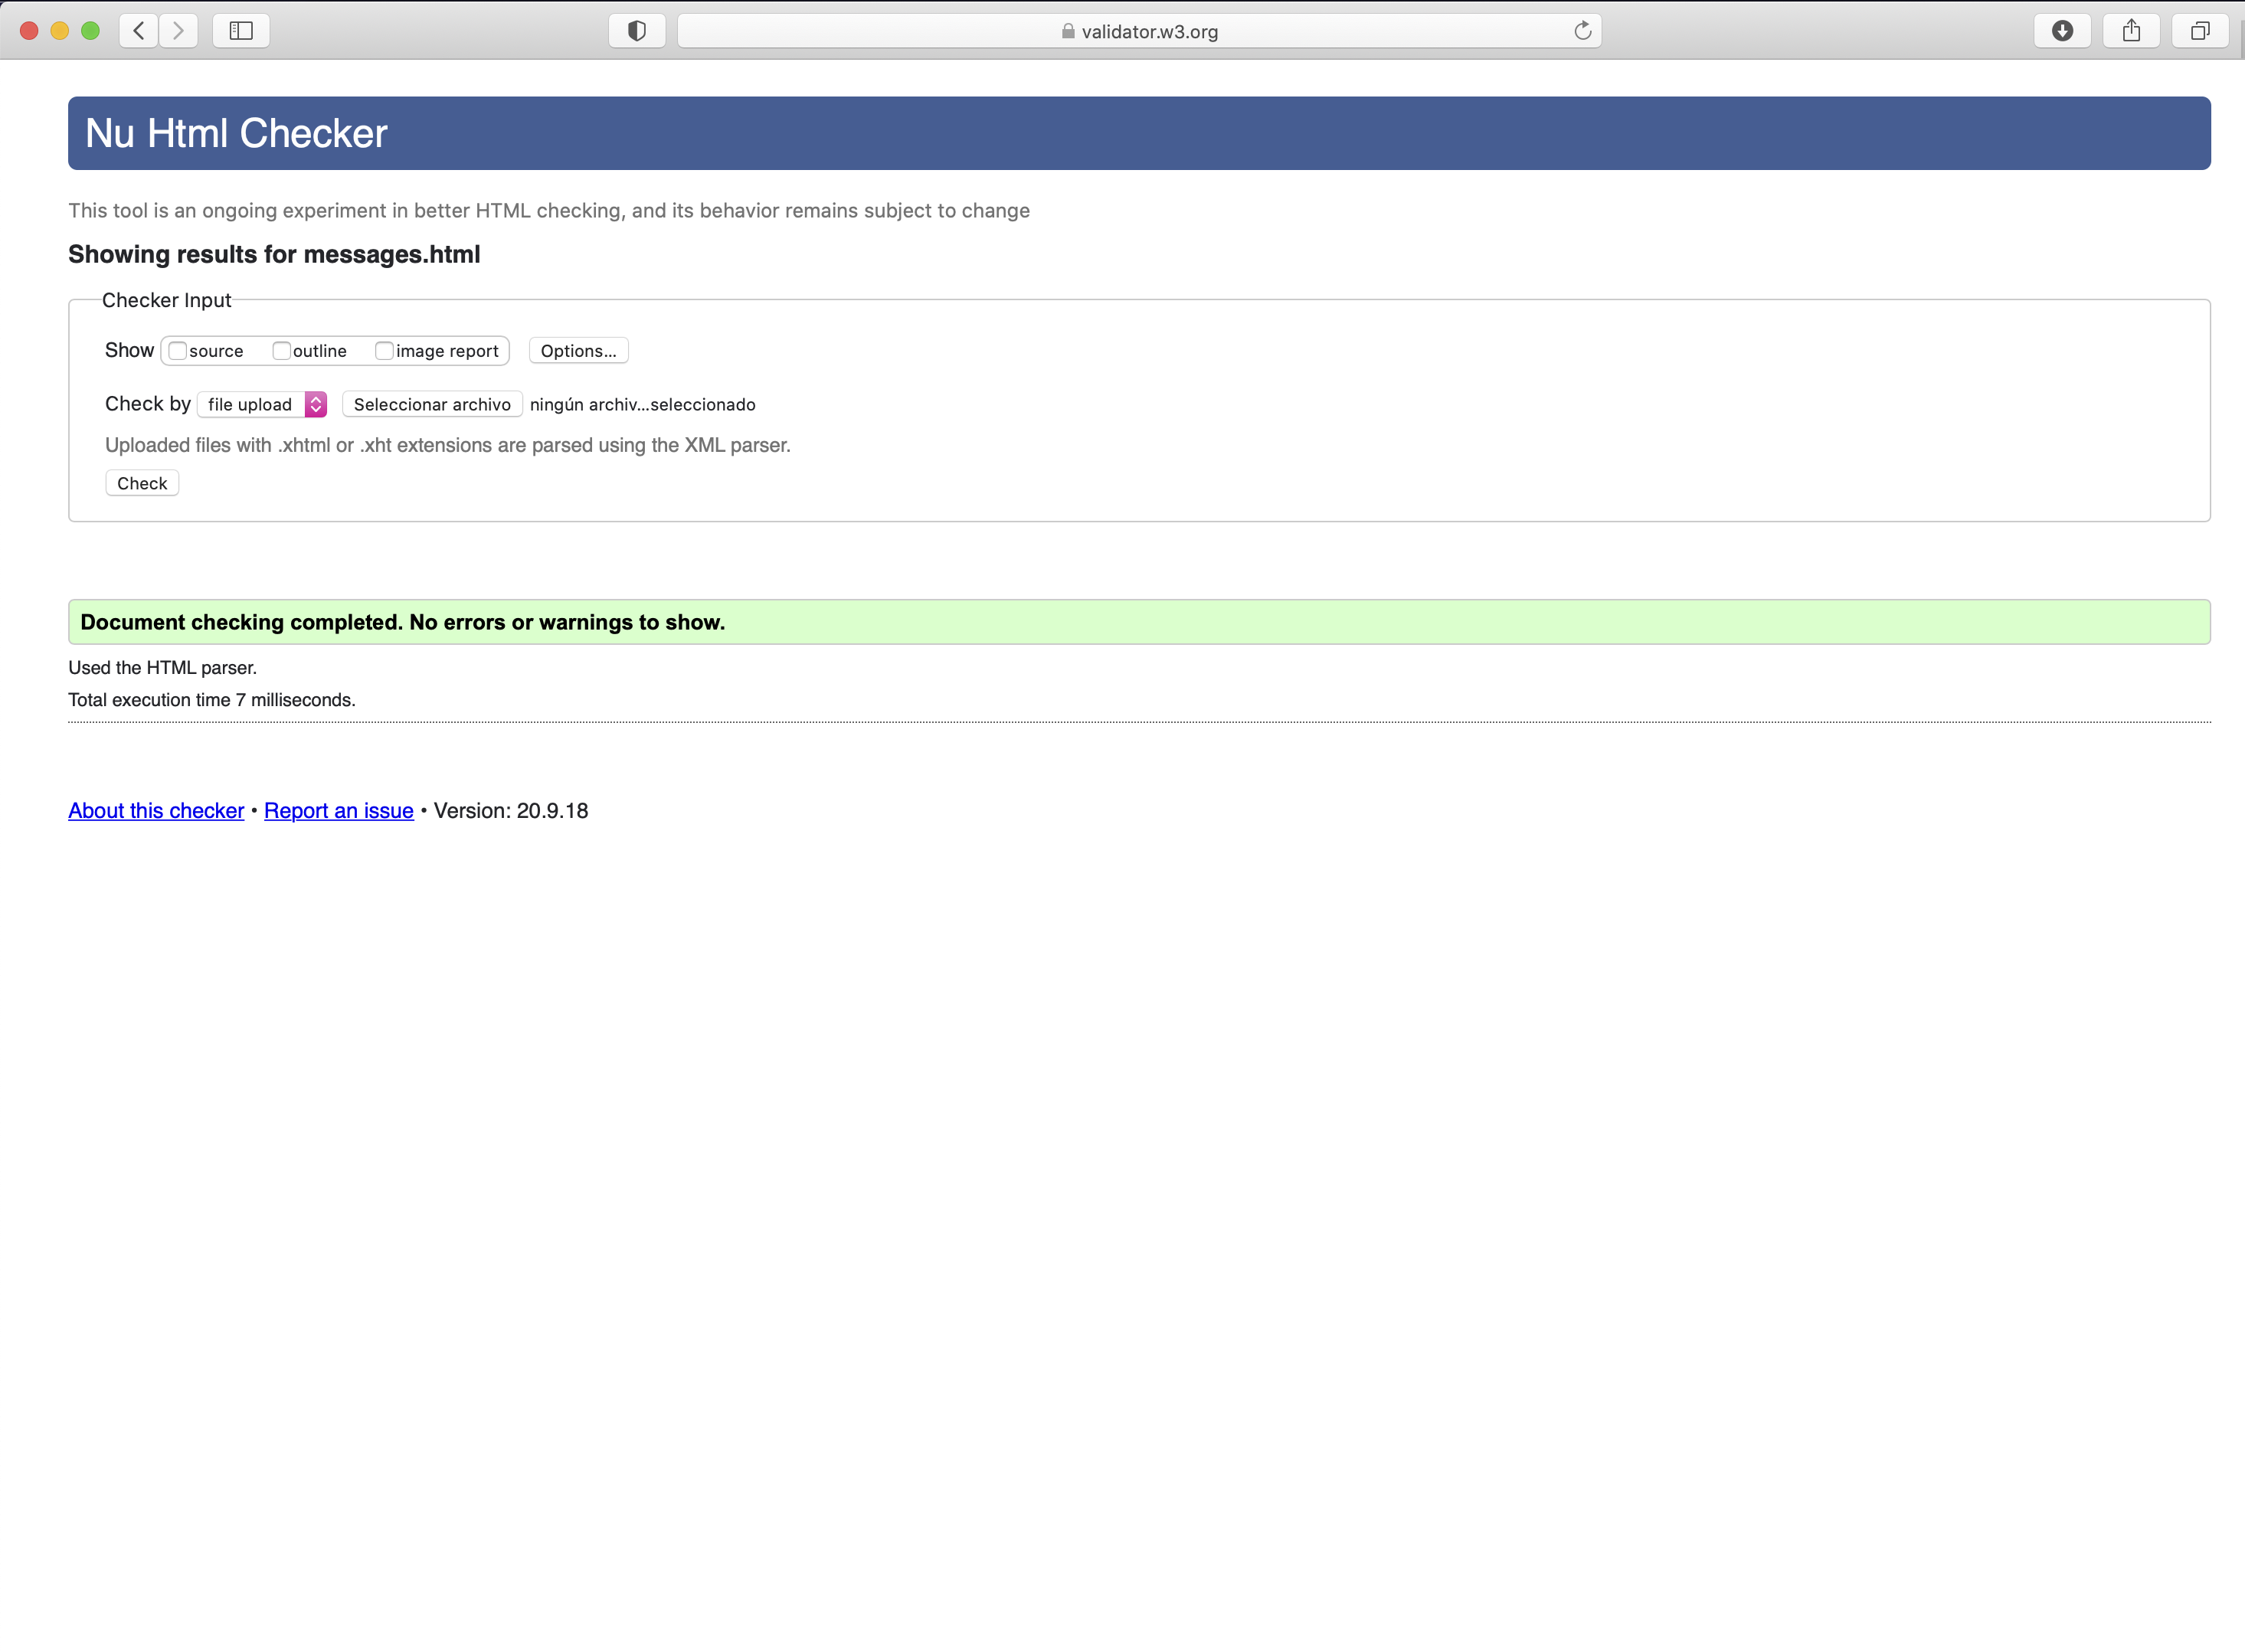 validator.w3.org
Nu Html Checker
This tool is an ongoing experiment in better HTML checking, and its behavior remains subject to change
Showing results for messages.html
Checker Input
Show source outline image report Options...
Check by file upload Seleccionar archivo ningún archiv...seleccionado
Uploaded files with .xhtml or .xht extensions are parsed using the XML parser.
Check
Document checking completed. No errors or warnings to show.
Used the HTML parser.
Total execution time 7 milliseconds.
About this checker • Report an issue • Version: 20.9.18